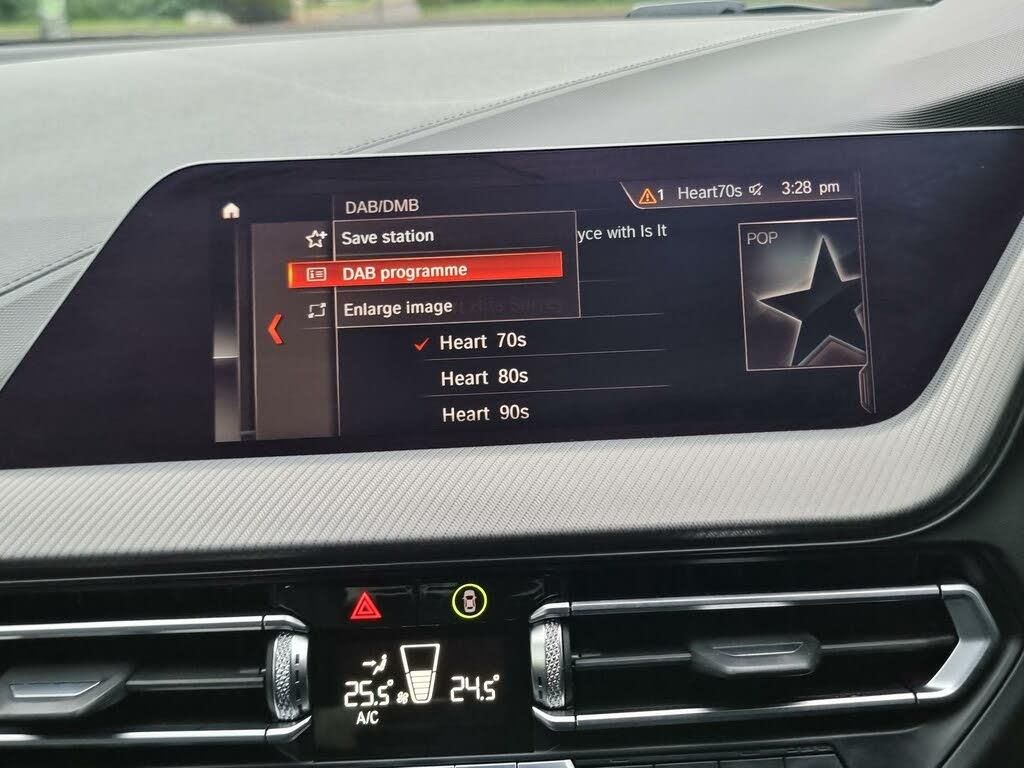 DAB/DMB
1 Heart70s 3:28 pm
Save station
yce with Is It
POP
DAB programme
Enlarge image
Heart 70s
Heart 80s
Heart 90s
25.5° 24.5°
A/C